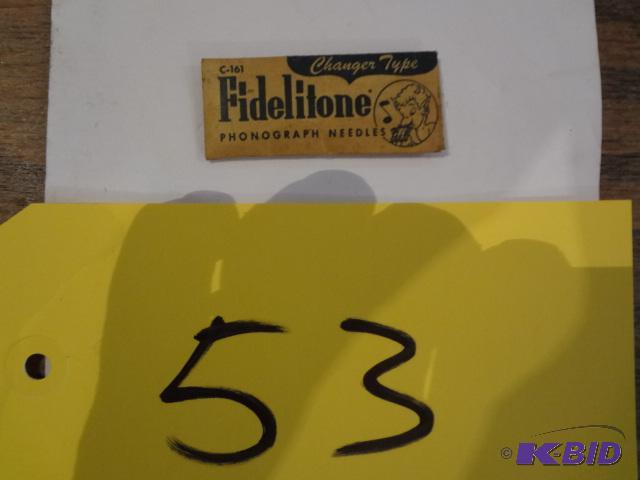 C-161
Changer Type
Fidelitone
PHONOGRAPH NEEDLES
53
© K-BID